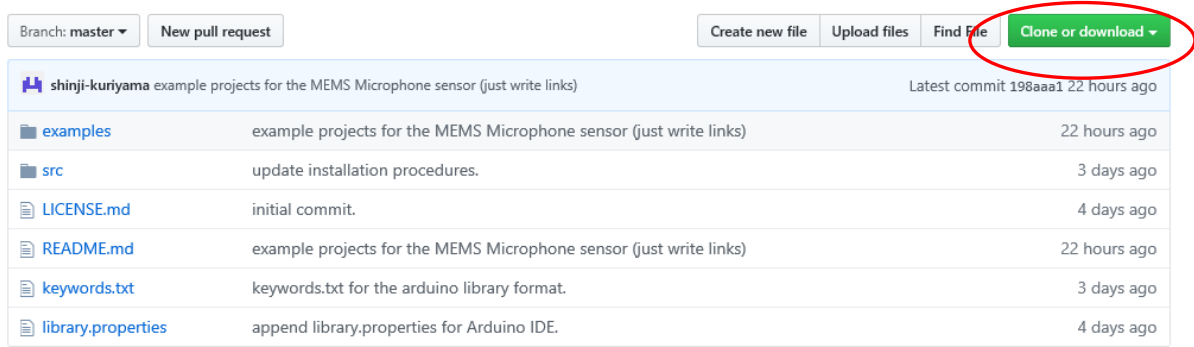 Branch: master New pull request Create new file Upload files Find File Clone or download
shinji-kuriyama example projects for the MEMS Microphone sensor (just write links) Latest commit 198aaa1 22 hours ago
examples example projects for the MEMS Microphone sensor (just write links) 22 hours ago
src update installation procedures. 3 days ago
LICENSE.md initial commit. 4 days ago
README.md example projects for the MEMS Microphone sensor (just write links) 22 hours ago
keywords.txt keywords.txt for the arduino library format. 3 days ago
library.properties append library.properties for Arduino IDE. 4 days ago